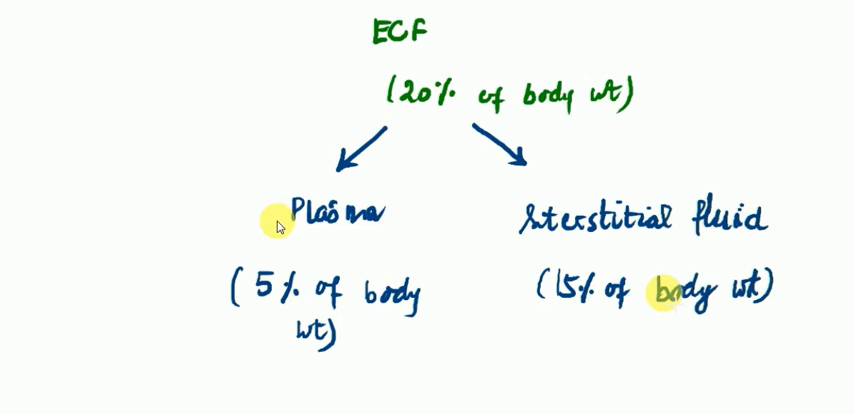 ECF
(20% of body wt)
Plasma
Interstitial fluid
(5% of body
wt)
(15% of body wt)